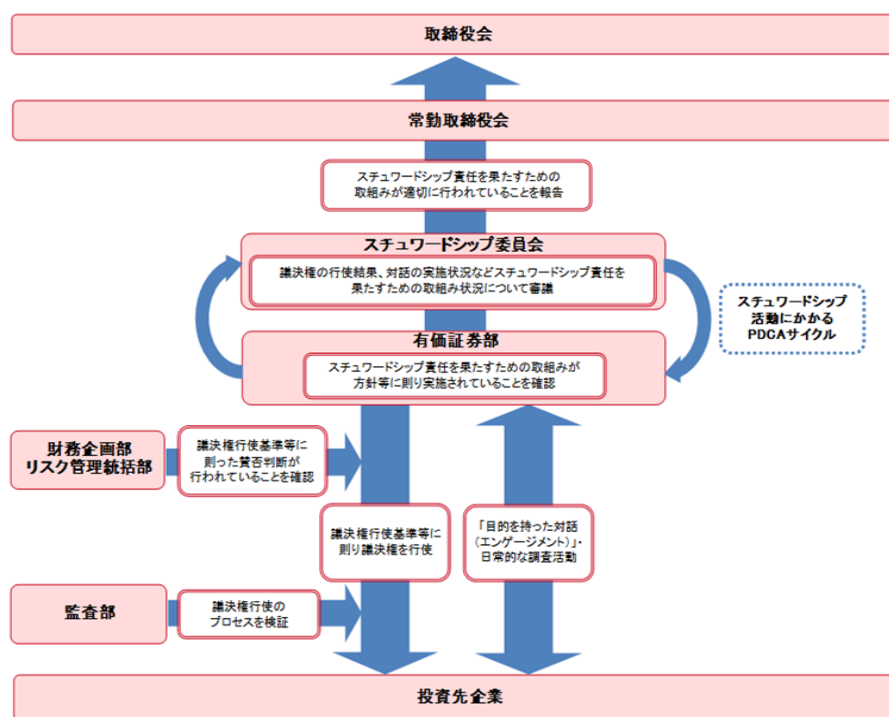 取締役会
常勤取締役会
スチュワードシップ責任を果たすための
取組みが適切に行われていることを報告
スチュワードシップ委員会
議決権の行使結果、対話の実施状況などスチュワードシップ責任を
果たすための取組み状況について審議
スチュワードシップ
活動にかかる
PDCAサイクル
有価証券部
スチュワードシップ責任を果たすための取組みが
方針等に則り実施されていることを確認
財務企画部
リスク管理統括部
議決権行使基準等に
則った賛否判断が
行われていることを確認
議決権行使基準等に
則り議決権を行使
「目的を持った対話
（エンゲージメント）」・
日常的な調査活動
監査部
議決権行使の
プロセスを検証
投資先企業